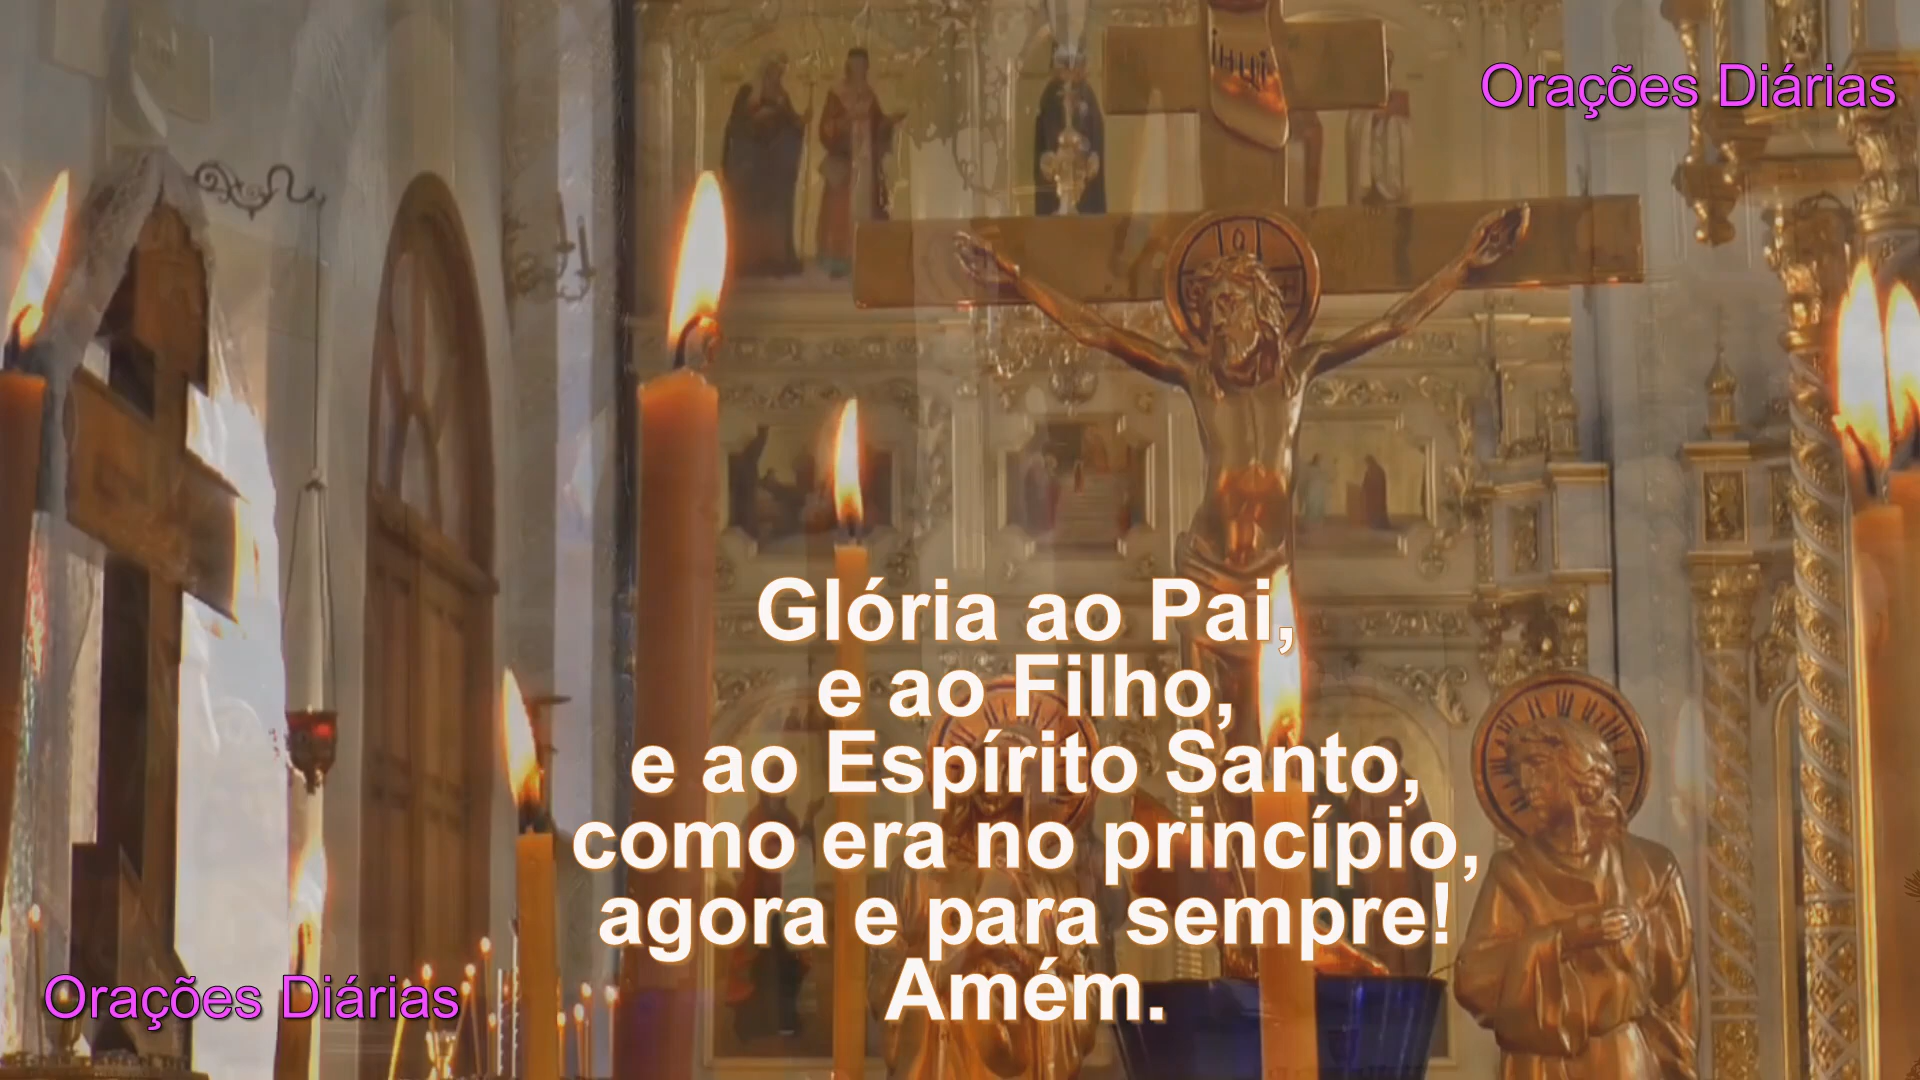 Orações Diárias
Glória ao Pai,
e ao Filho,
e ao Espírito Santo,
como era no princípio,
agora e para sempre!
Amém.
Orações Diárias